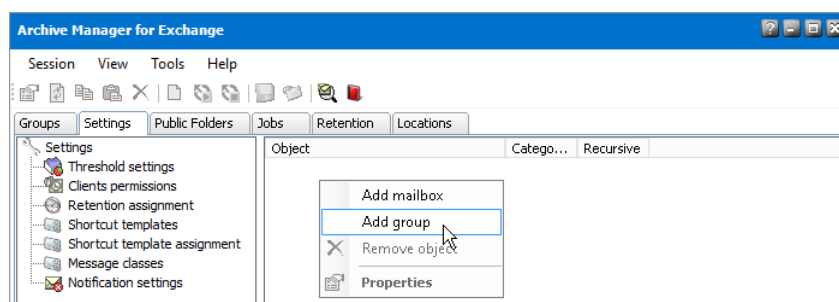 Archive Manager for Exchange
Session View Tools Help
Groups Settings Public Folders Jobs Retention Locations
Settings
Threshold settings
Clients permissions
Retention assignment
Shortcut templates
Shortcut template assignment
Message classes
Notification settings
Object Catego... Recursive
Add mailbox
Add group
Remove object
Properties